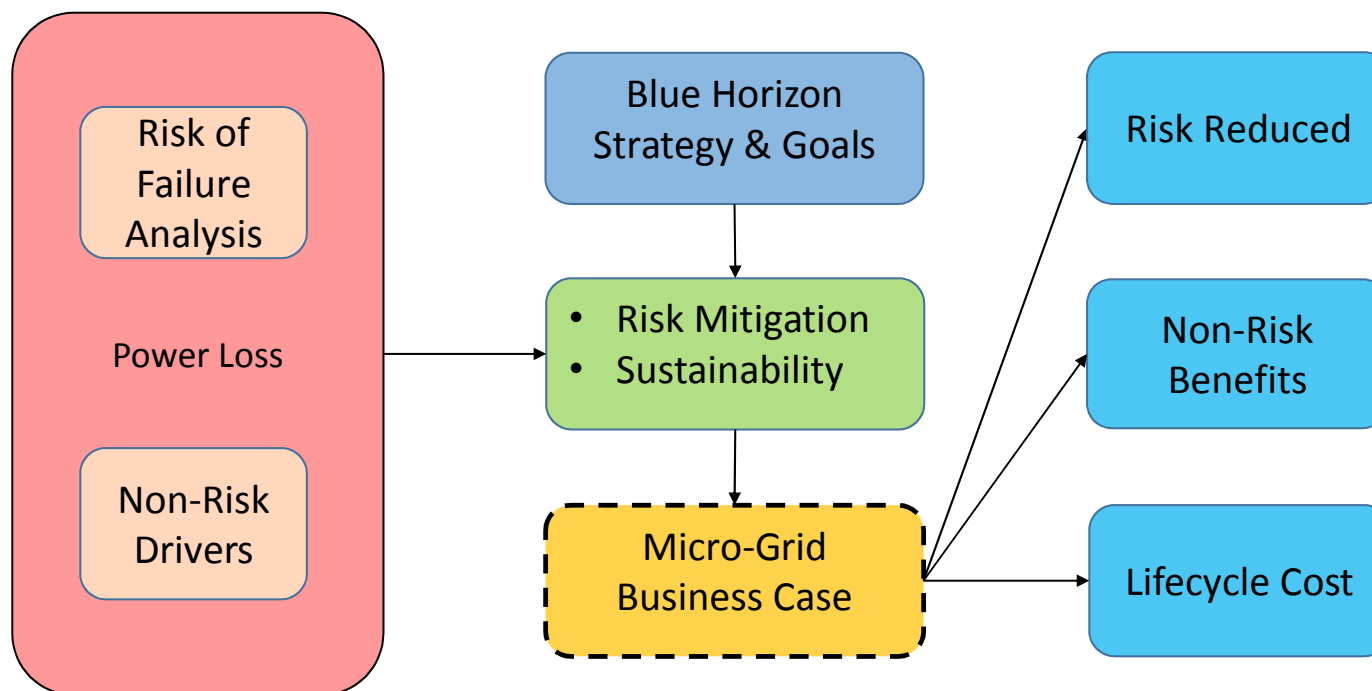 Risk of
Failure
Analysis
Power Loss
Non-Risk
Drivers
Blue Horizon
Strategy & Goals
• Risk Mitigation
• Sustainability
Micro-Grid
Business Case
Risk Reduced
Non-Risk
Benefits
Lifecycle Cost